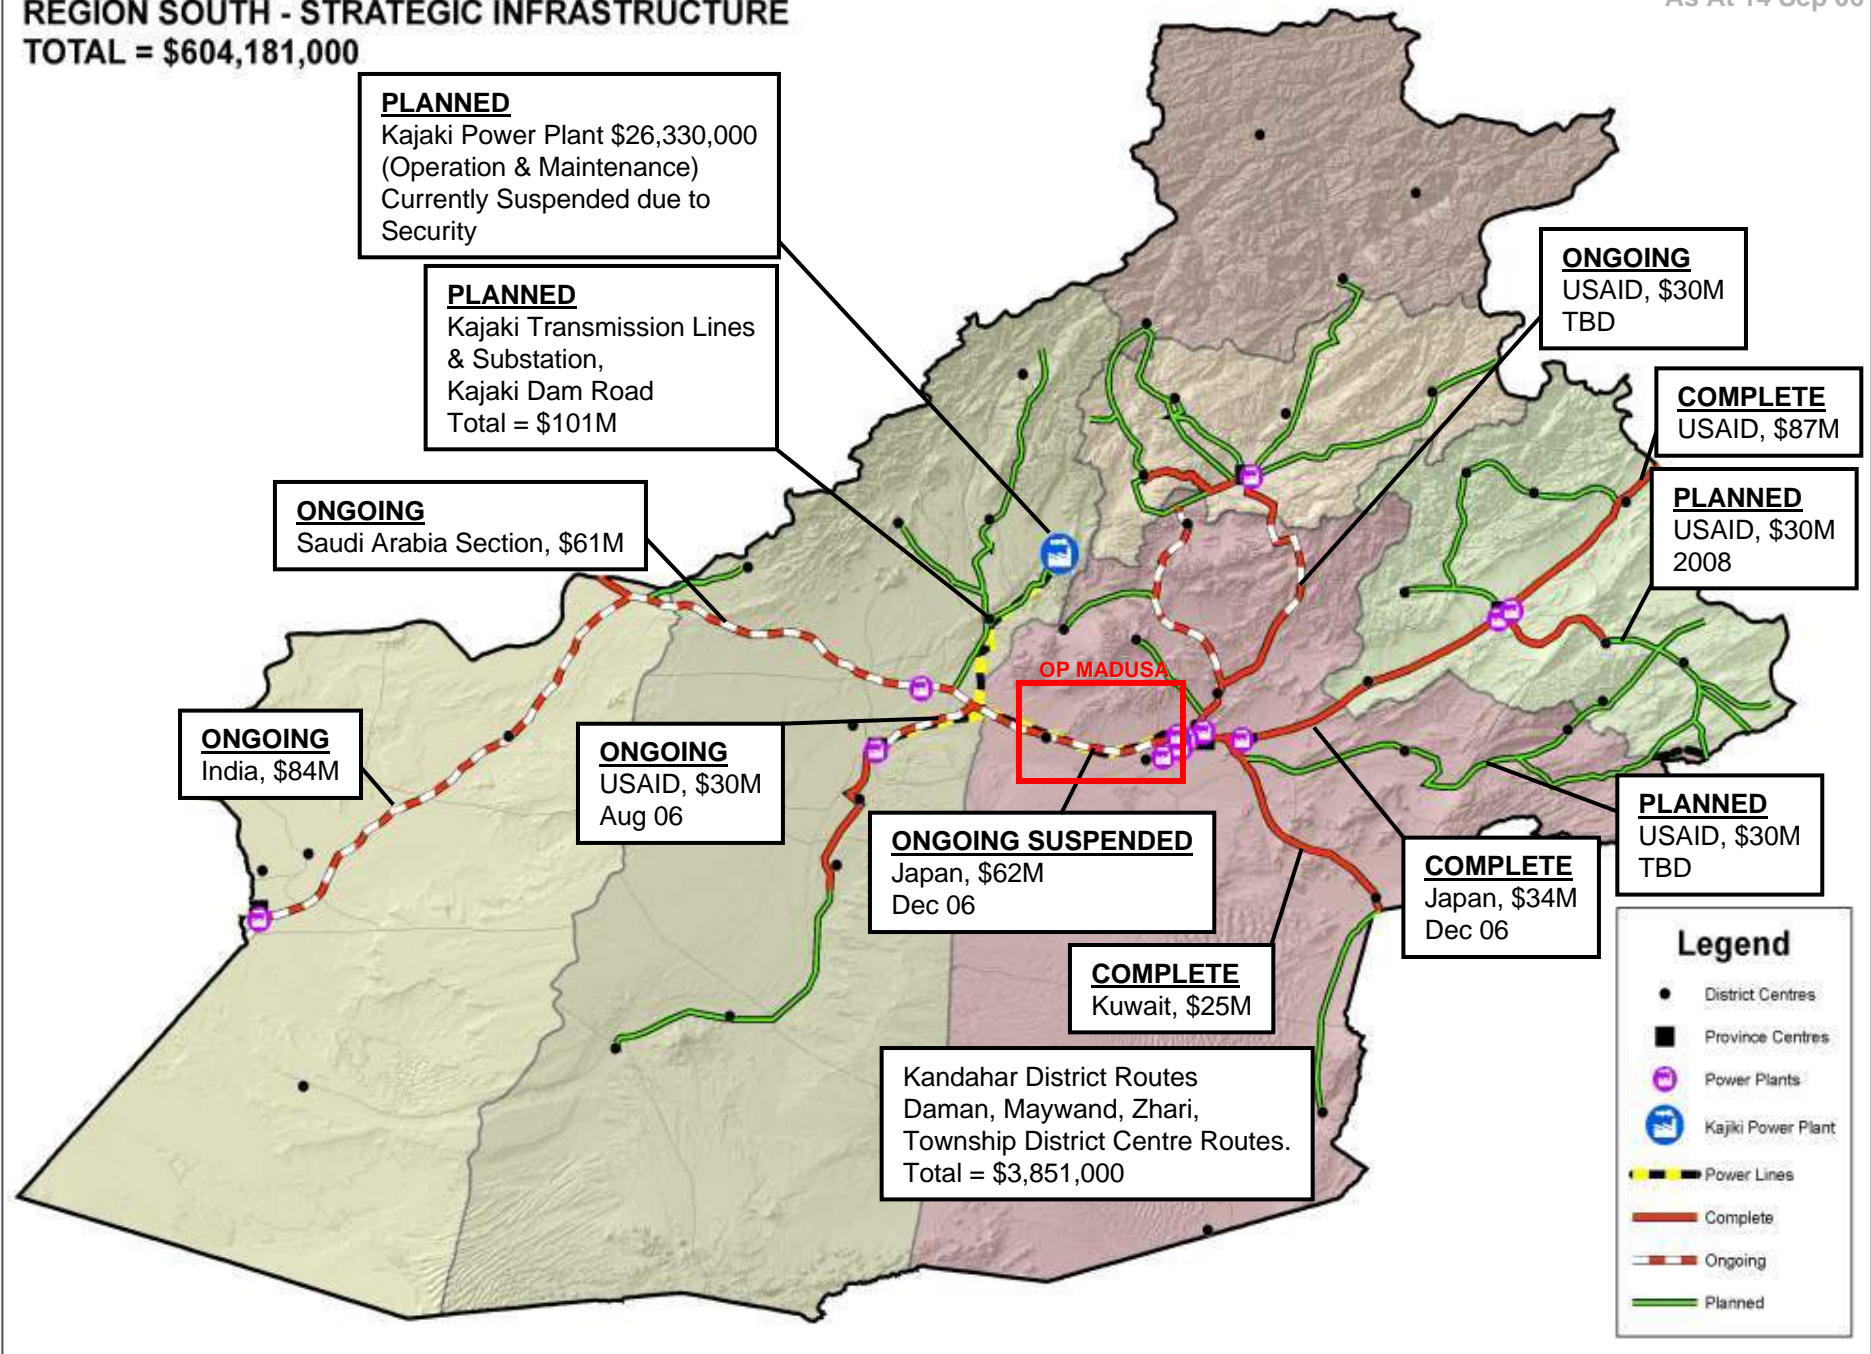 REGION SOUTH - STRATEGIC INFRASTRUCTURE
TOTAL = $604,181,000
As At 14 Sep 06
PLANNED
Kajaki Power Plant $26,330,000
(Operation & Maintenance)
Currently Suspended due to
Security
PLANNED
Kajaki Transmission Lines
& Substation,
Kajaki Dam Road
Total = $101M
ONGOING
USAID, $30M
TBD
COMPLETE
USAID, $87M
PLANNED
USAID, $30M
2008
ONGOING
Saudi Arabia Section, $61M
OP MADUSA
ONGOING
India, $84M
ONGOING
USAID, $30M
Aug 06
ONGOING SUSPENDED
Japan, $62M
Dec 06
COMPLETE
Japan, $34M
Dec 06
PLANNED
USAID, $30M
TBD
COMPLETE
Kuwait, $25M
Kandahar District Routes
Daman, Maywand, Zhari,
Township District Centre Routes.
Total = $3,851,000
Legend
District Centres
Province Centres
Power Plants
Kajiki Power Plant
Power Lines
Complete
Ongoing
Planned